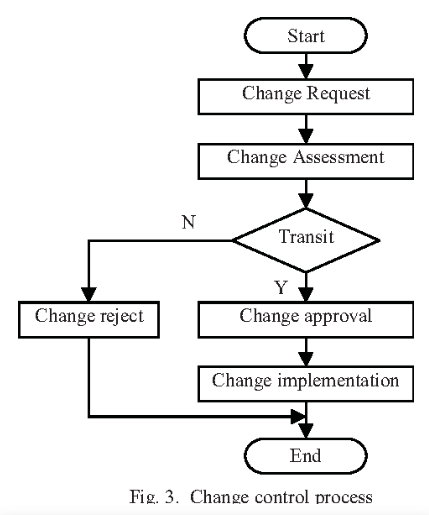 Start
Change Request
Change Assessment
Transit
N
Y
Change reject
Change approval
Change implementation
End
Fig. 3. Change control process